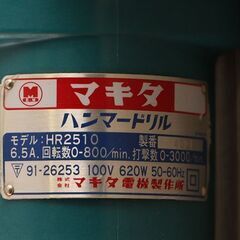 M
マキタ
ハンマードリル
モデル:HR2510 製番
6.5A. 回転数0-800/min. 打撃数0-3000/min
91-26253 100V 620W 50-60Hz
株式会社 マキタ電機製作所